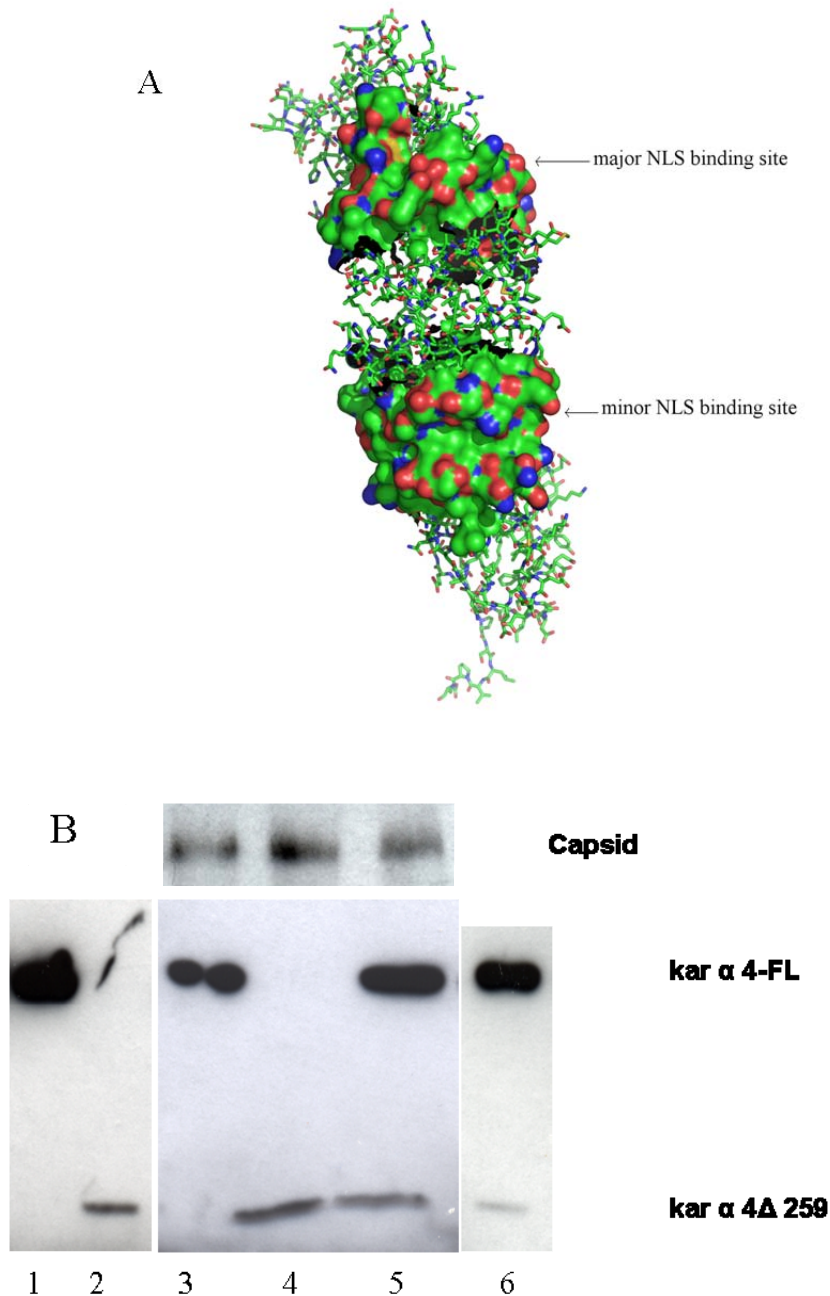 A
major NLS binding site
minor NLS binding site
B
Capsid
kar α 4-FL
kar α 4Δ 259
1 2 3 4 5 6